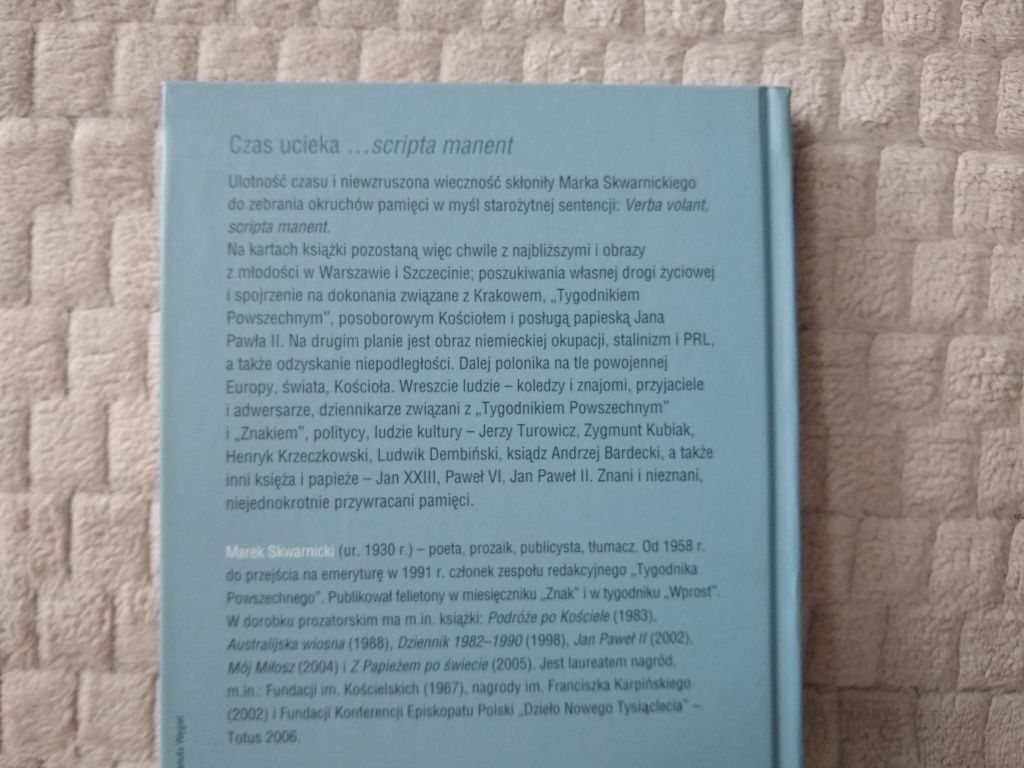 Czas ucieka ...scripta manent
Ulotność czasu i niewzruszona wieczność skłoniły Marka Skwarnickiego
do zebrania okruchów pamięci w myśl starożytnej sentencji: Verba volant,
scripta manent.
Na kartach książki pozostaną więc chwile z najbliższymi i obrazy
z młodości w Warszawie i Szczecinie; poszukiwania własnej drogi życiowej
i spojrzenie na dokonania związane z Krakowem, „Tygodnikiem
Powszechnym”, posoborowym Kościołem i posługą papieską Jana
Pawła II. Na drugim planie jest obraz niemieckiej okupacji, stalinizm i PRL,
a także odzyskanie niepodległości. Dalej polonika na tle powojennej
Europy, świata, Kościoła. Wreszcie ludzie – koledzy i znajomi, przyjaciele
i adwersarze, dziennikarze związani z „Tygodnikiem Powszechnym”
i „Znakiem”, politycy, ludzie kultury – Jerzy Turowicz, Zygmunt Kubiak,
Henryk Krzeczkowski, Ludwik Dembiński, ksiądz Andrzej Bardecki, a także
inni księża i papieże – Jan XXIII, Paweł VI, Jan Paweł II. Znani i nieznani,
niejednokrotnie przywracani pamięci.
Marek Skwarnicki (ur. 1930 r.) – poeta, prozaik, publicysta, tłumacz. Od 1958 r.
do przejścia na emeryturę w 1991 r. członek zespołu redakcyjnego „Tygodnika
Powszechnego”. Publikował felietony w miesięczniku „Znak” i w tygodniku „Wprost”.
W dorobku prozatorskim ma m.in. książki: Podróże po Kościele (1983),
Australijska wiosna (1988), Dziennik 1982–1990 (1998), Jan Paweł II (2002),
Mój Miłosz (2004) i Z Papieżem po świecie (2005). Jest laureatem nagród,
m.in.: Fundacji im. Kościelskich (1967), nagrody im. Franciszka Karpińskiego
(2002) i Fundacji Konferencji Episkopatu Polski „Dzieło Nowego Tysiąclecia” –
Totus 2006.